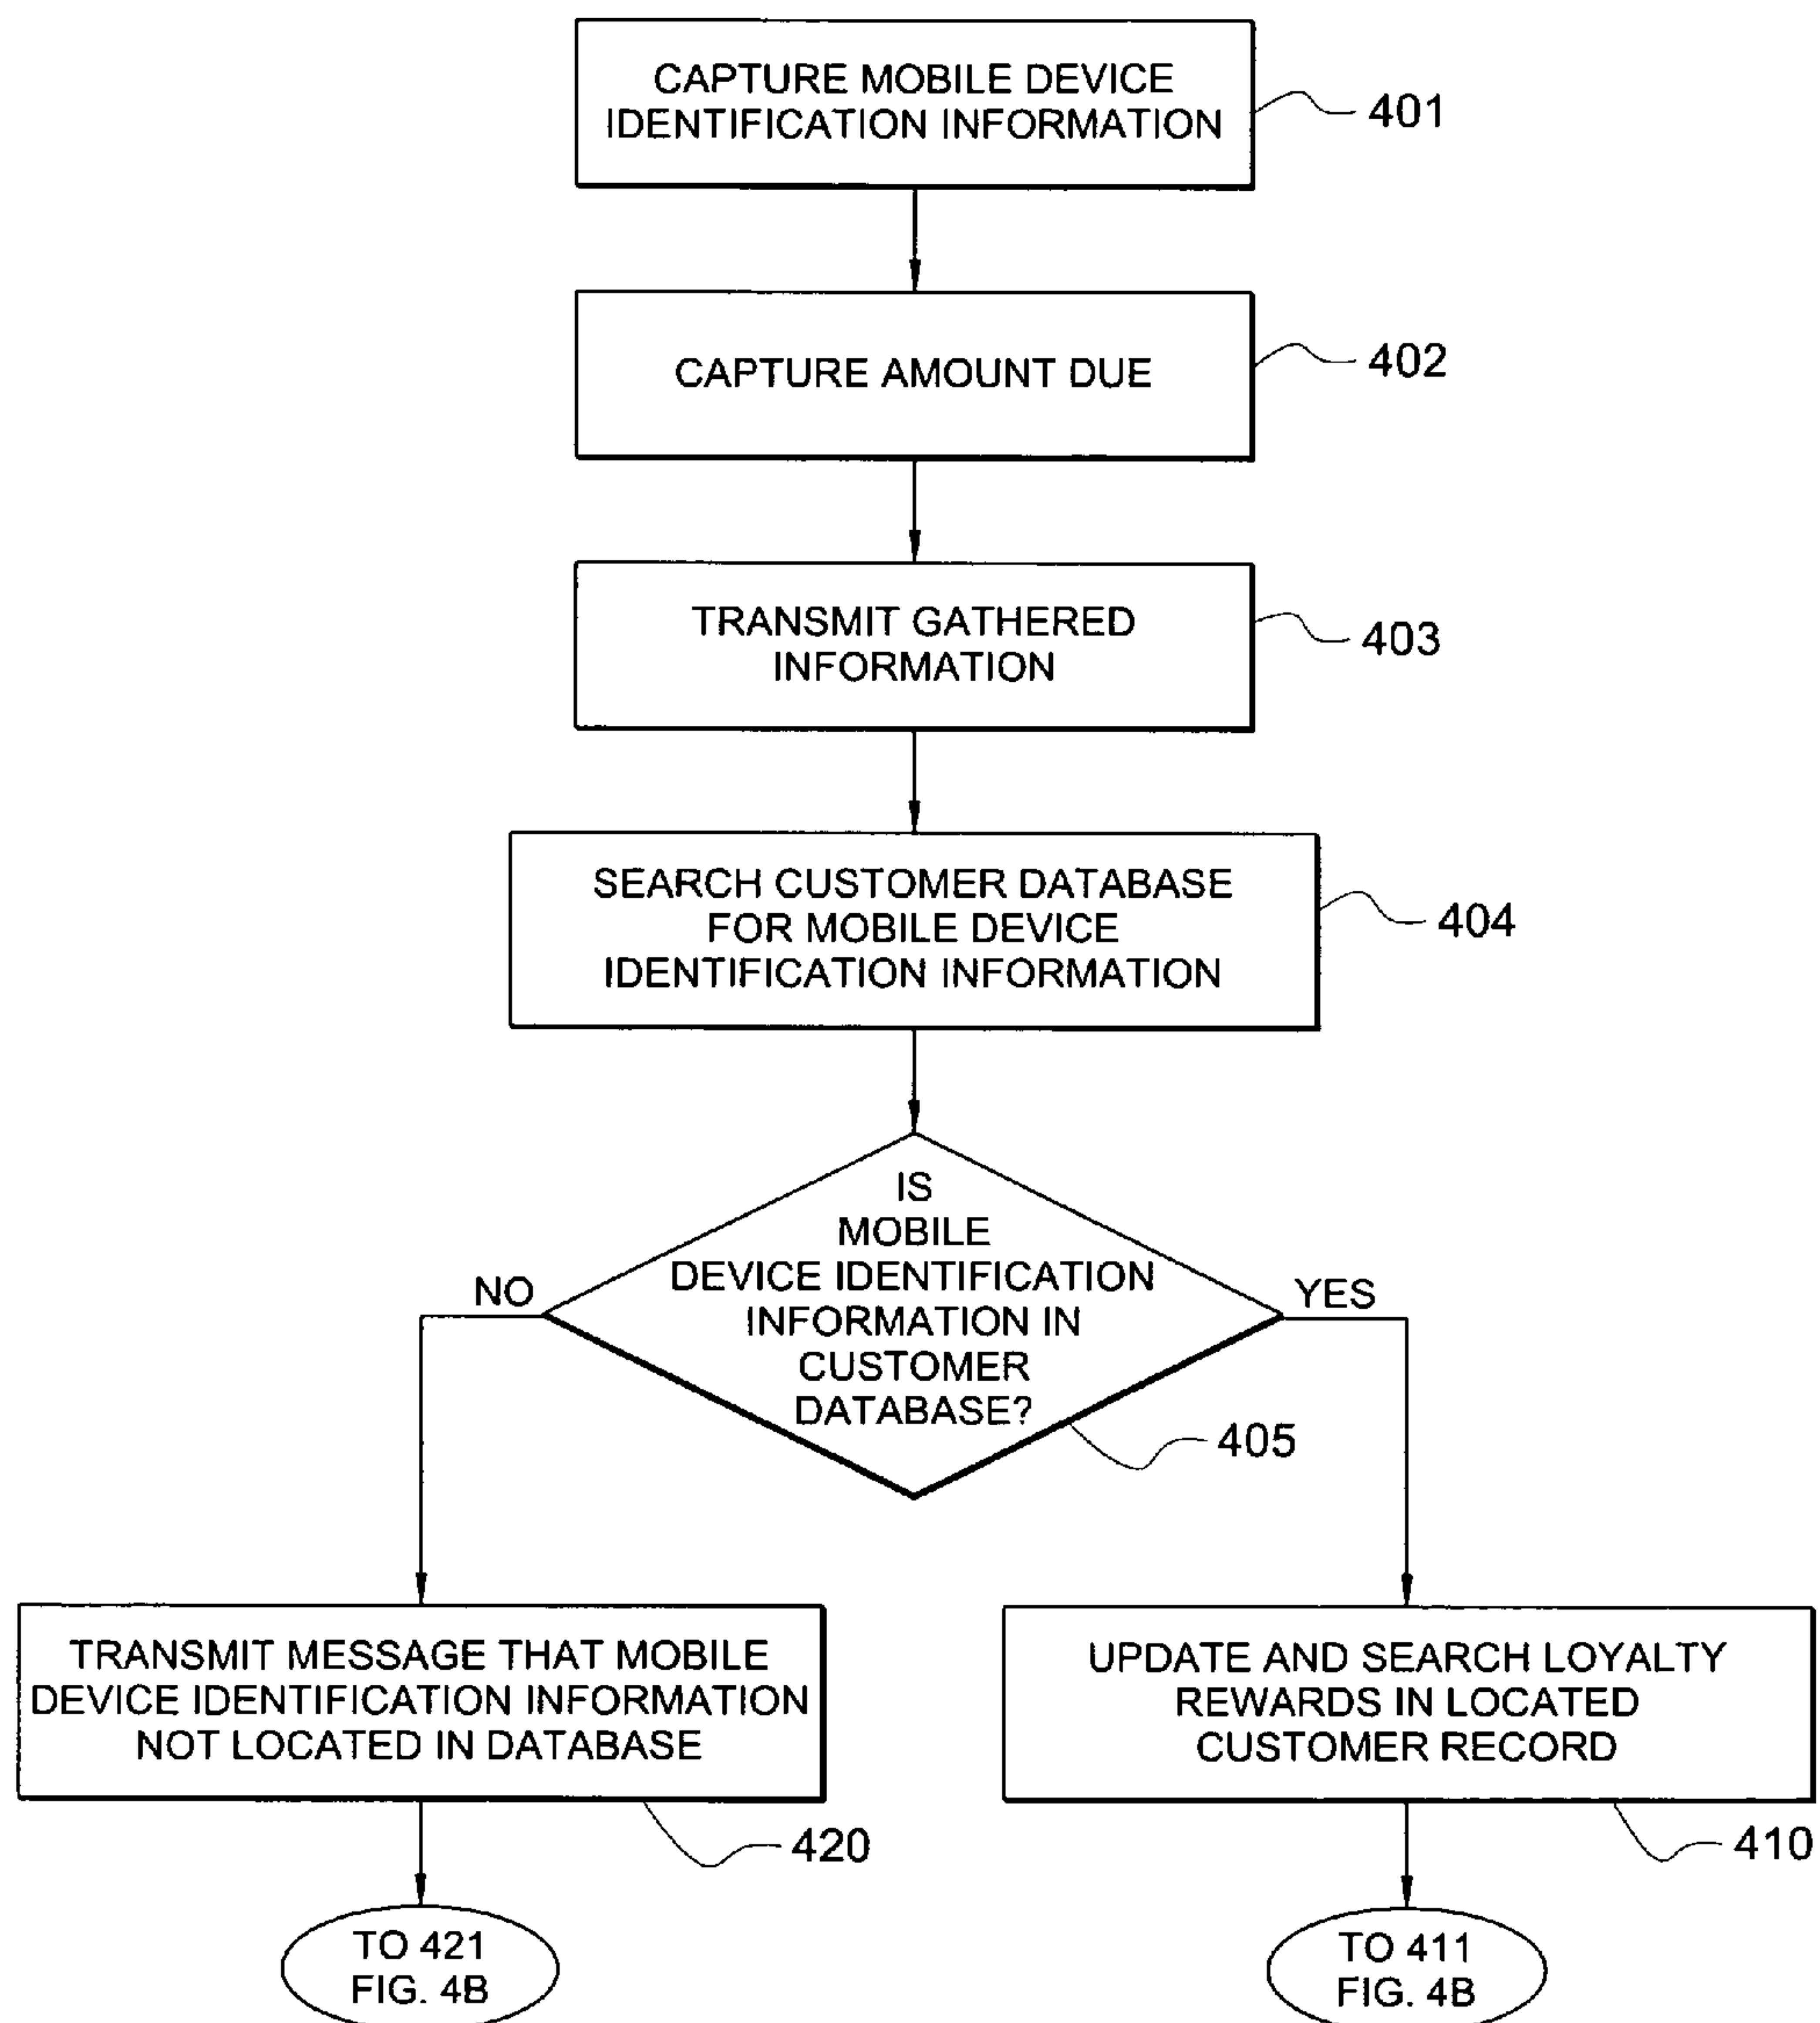 CAPTURE MOBILE DEVICE
IDENTIFICATION INFORMATION
401
CAPTURE AMOUNT DUE
402
TRANSMIT GATHERED
INFORMATION
403
SEARCH CUSTOMER DATABASE
FOR MOBILE DEVICE
IDENTIFICATION INFORMATION
404
IS
MOBILE
DEVICE IDENTIFICATION
INFORMATION IN
CUSTOMER
DATABASE?
NO
YES
405
TRANSMIT MESSAGE THAT MOBILE
DEVICE IDENTIFICATION INFORMATION
NOT LOCATED IN DATABASE
420
UPDATE AND SEARCH LOYALTY
REWARDS IN LOCATED
CUSTOMER RECORD
410
TO 421
FIG. 4B
TO 411
FIG. 4B